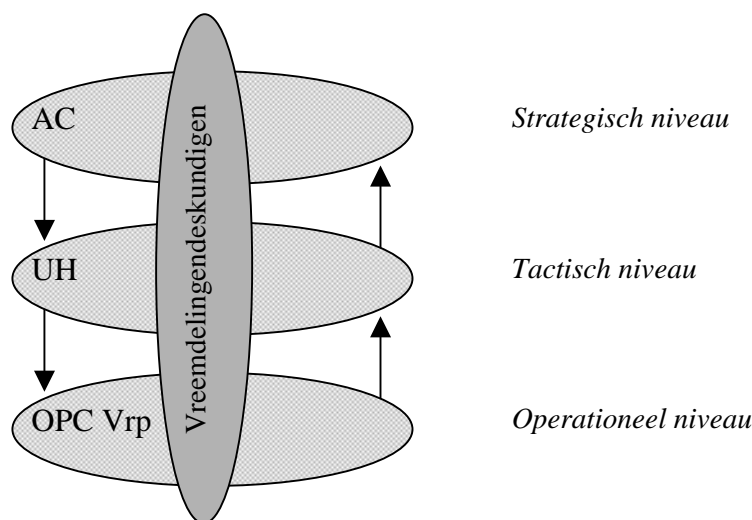 AC
Strategisch niveau
Vreemdelingendeskundigen
UH
Tactisch niveau
OPC Vrp
Operationeel niveau